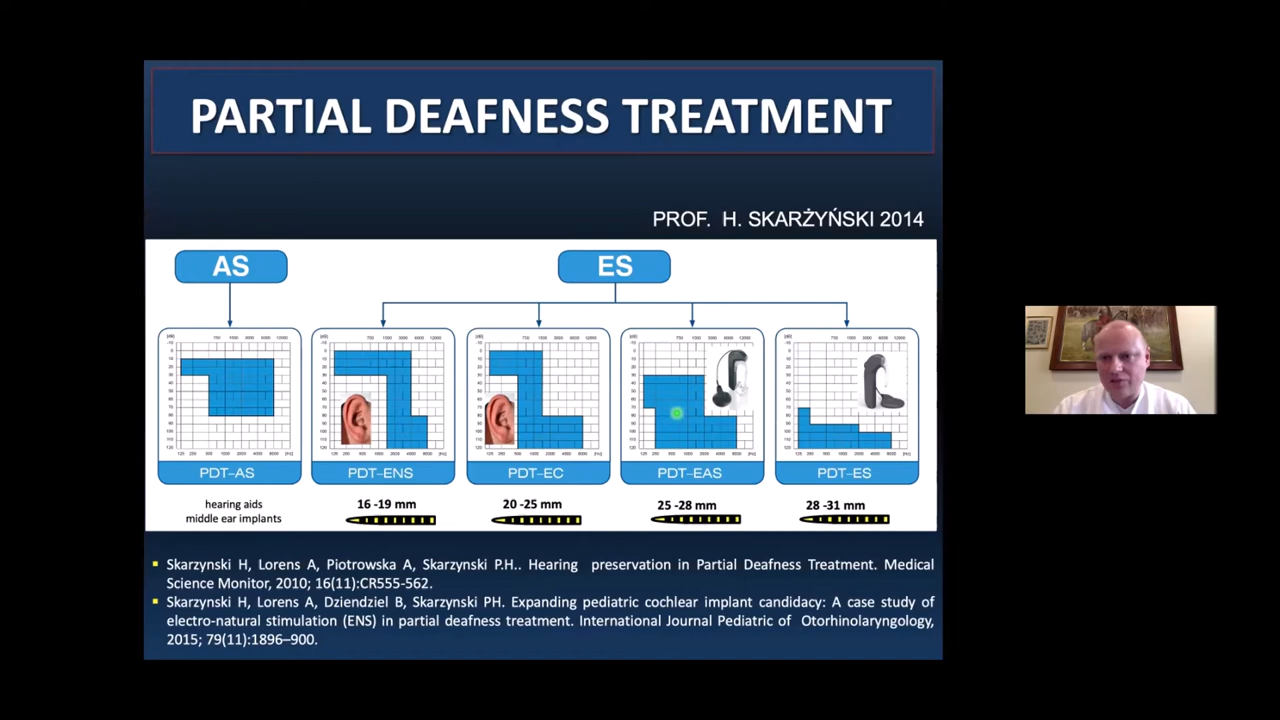 PARTIAL DEAFNESS TREATMENT
PROF. H. SKARŻYŃSKI 2014
AS
ES
PDT–AS
PDT–ENS
PDT–EC
PDT–EAS
PDT–ES
hearing aids
middle ear implants
16 -19 mm
20 -25 mm
25 -28 mm
28 -31 mm
Skarzynski H, Lorens A, Piotrowska A, Skarzynski P.H.. Hearing preservation in Partial Deafness Treatment. Medical
Science Monitor, 2010; 16(11):CR555-562.
Skarzynski H, Lorens A, Dziendziel B, Skarzynski PH. Expanding pediatric cochlear implant candidacy: A case study of
electro-natural stimulation (ENS) in partial deafness treatment. International Journal Pediatric of Otorhinolaryngology,
2015; 79(11):1896–900.